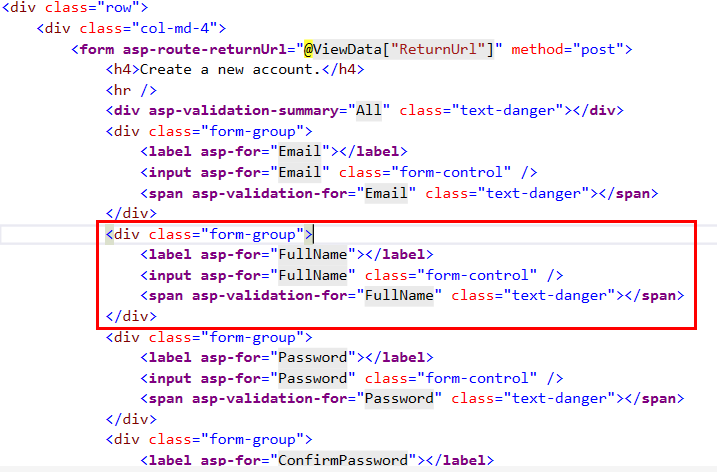 <div class="row">
<div class="col-md-4">
<form asp-route-returnUrl="@ViewData["ReturnUrl"]" method="post">
<h4>Create a new account.</h4>
<hr />
<div asp-validation-summary="All" class="text-danger"></div>
<div class="form-group">
<label asp-for="Email"></label>
<input asp-for="Email" class="form-control" />
<span asp-validation-for="Email" class="text-danger"></span>
</div>
<div class="form-group">
<label asp-for="FullName"></label>
<input asp-for="FullName" class="form-control" />
<span asp-validation-for="FullName" class="text-danger"></span>
</div>
<div class="form-group">
<label asp-for="Password"></label>
<input asp-for="Password" class="form-control" />
<span asp-validation-for="Password" class="text-danger"></span>
</div>
<div class="form-group">
<label asp-for="ConfirmPassword"></label>